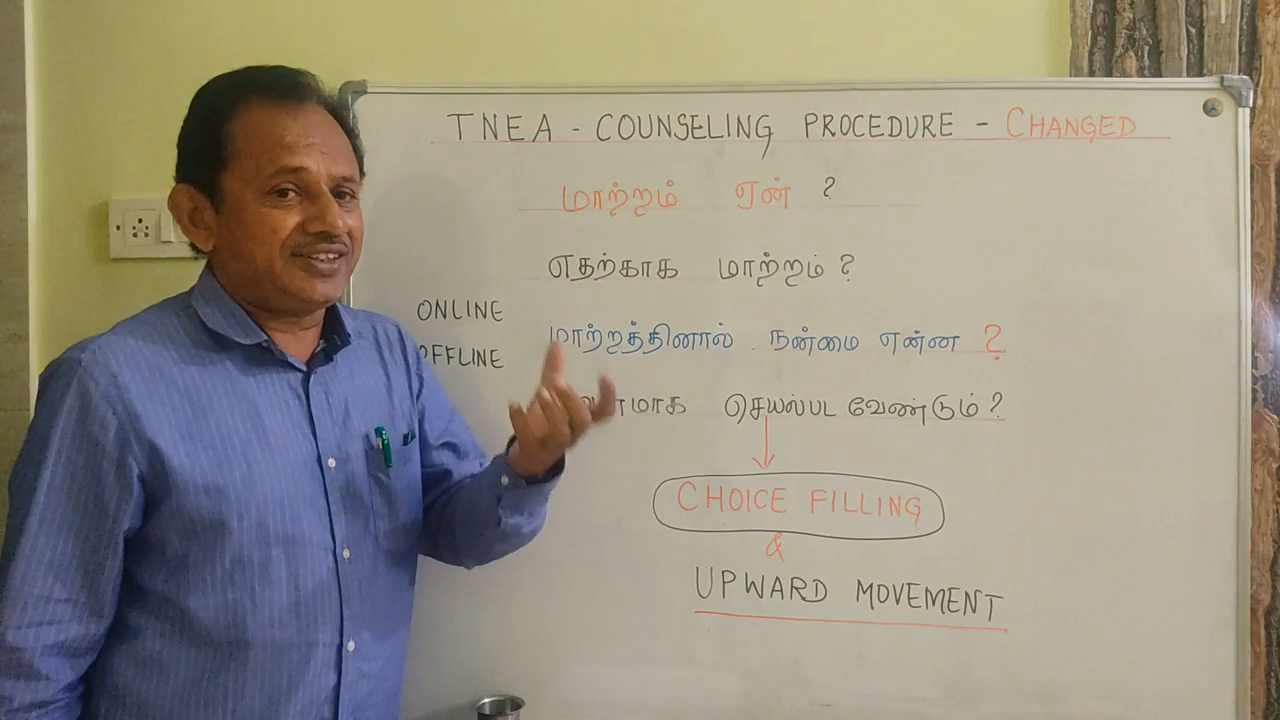 TNEA - COUNSELING PROCEDURE - CHANGED
மாற்றம் ஏன் ?
எதற்காக மாற்றம் ?
ONLINE
OFFLINE
மாற்றத்தினால் நன்மை என்ன ?
செயல்பட வேண்டும் ?
CHOICE FILLING
&
UPWARD MOVEMENT